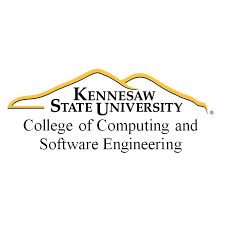 KENNESAW
STATE UNIVERSITY
®
College of Computing and
Software Engineering